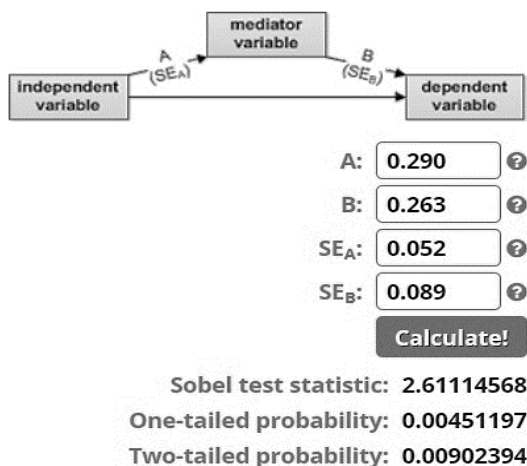 mediator
variable
A
(SEA)
B
(SEB)
independent
variable
dependent
variable
A: 0.290 ?
B: 0.263 ?
SEA: 0.052 ?
SEB: 0.089 ?
Calculate!
Sobel test statistic: 2.61114568
One-tailed probability: 0.00451197
Two-tailed probability: 0.00902394